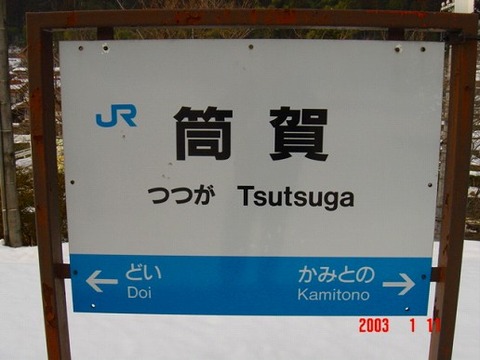 JR
筒賀
つつが Tsutsuga
← どい かみとの →
Doi Kamitono
2003 1 11